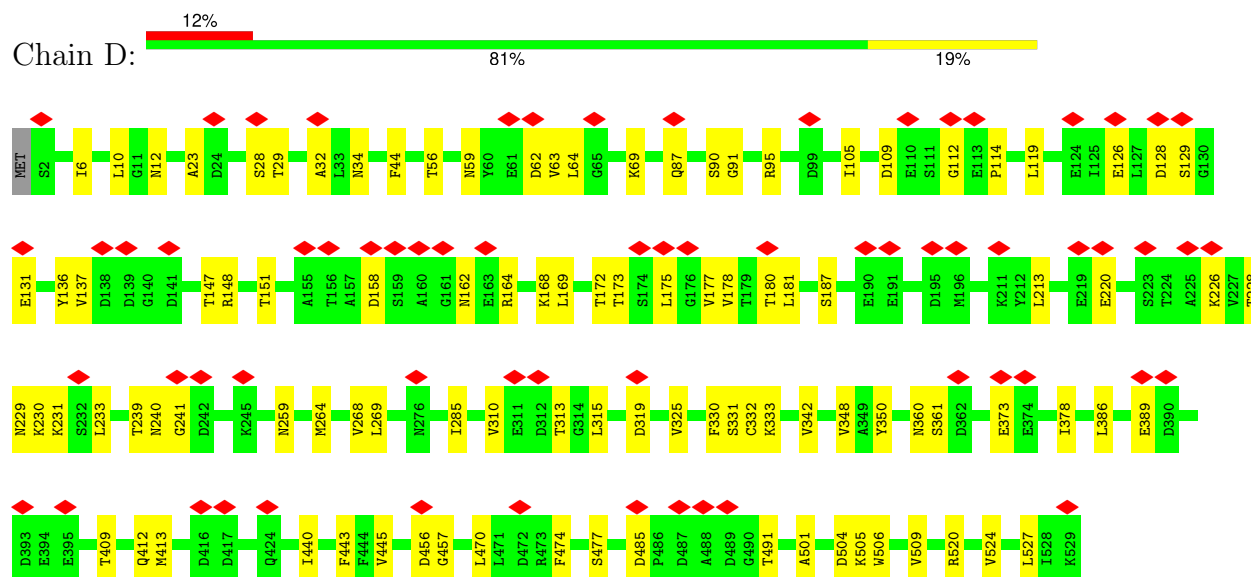 12%
Chain D:
81% 19%
MET S2 I6 L10 G11 N12 A23 D24 S28 T29 A32 L33 N34 F44 T56 N59 Y60 E61 D62 V63 L64 G65 K69 Q87 S90 G91 R95 D99 I105 D109 E110 S111 G112 E113 P114 L119 E124 I125 E126 L127 D128 S129 G130
E131 Y136 V137 D138 D139 G140 D141 T147 R148 T151 A155 T156 A157 D158 S159 A160 G161 N162 E163 R164 K168 L169 T172 T173 S174 L175 G176 V177 V178 T179 T180 L181 S187 E190 E191 D195 M196 K211 Y212 L213 E219 E220 S223 T224 A225 K226 V227 T228
N229 K230 K231 S232 L233 T239 N240 G241 D242 K245 N259 M264 V268 L269 N276 I285 V310 E311 D312 T313 G314 L315 D319 V325 F330 S331 C332 K333 V342 V348 A349 Y350 N360 S361 D362 E373 E374 I378 L386 E389 D390
D393 E394 E395 T409 Q412 M413 D416 D417 Q424 I440 F443 F444 V445 D456 G457 L470 L471 D472 R473 F474 S477 D485 P486 D487 A488 D489 G490 T491 A501 D504 K505 W506 V509 R520 V524 L527 I528 K529